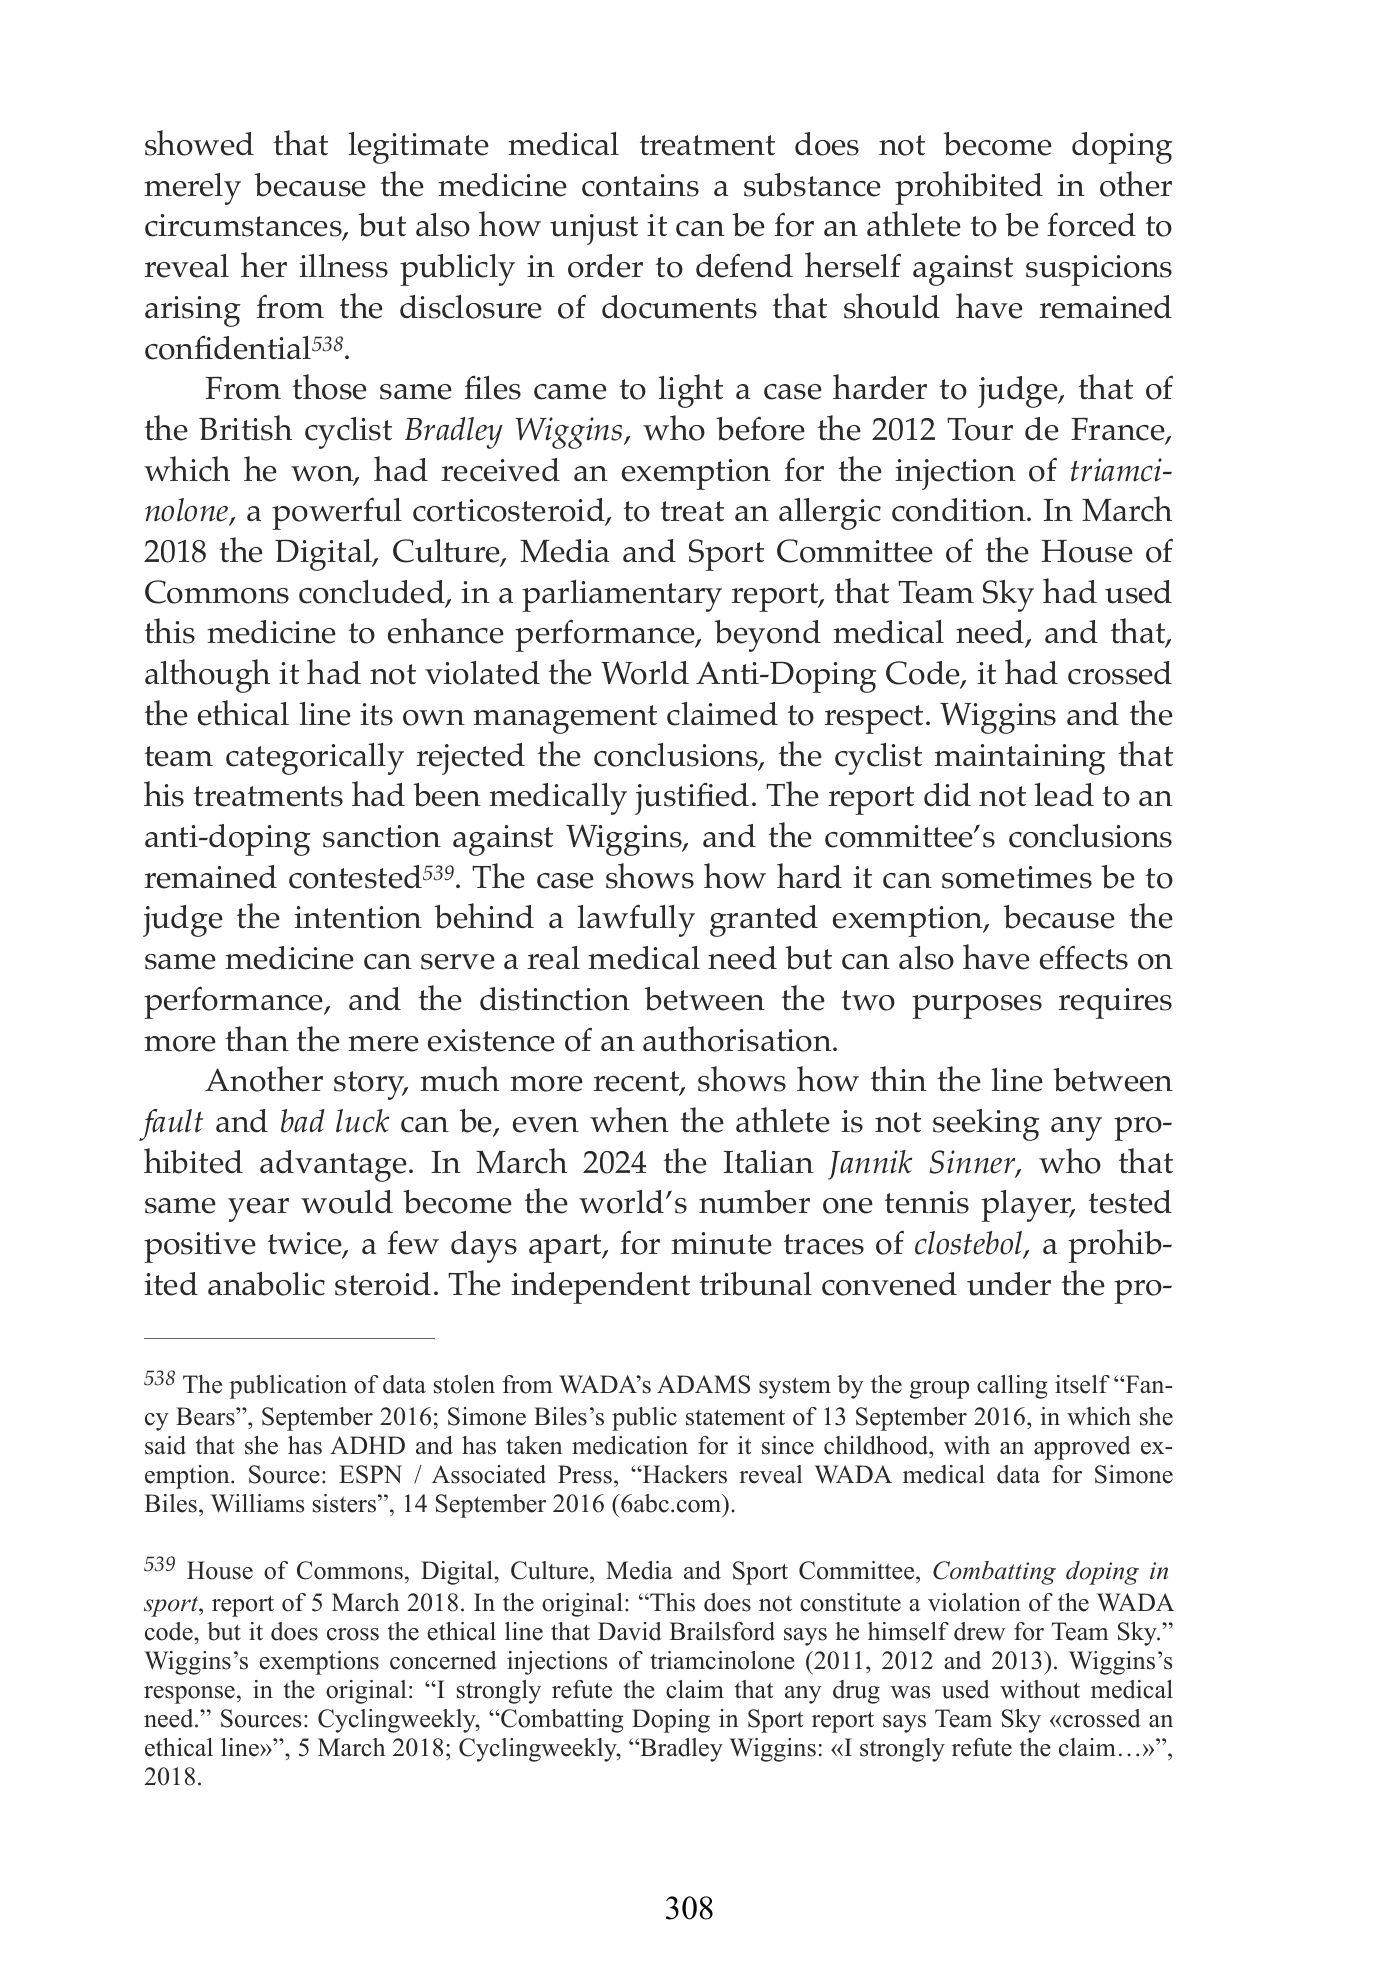 showed that legitimate medical treatment does not become doping
merely because the medicine contains a substance prohibited in other
circumstances, but also how unjust it can be for an athlete to be forced to
reveal her illness publicly in order to defend herself against suspicions
arising from the disclosure of documents that should have remained
confidential538.
From those same files came to light a case harder to judge, that of
the British cyclist Bradley Wiggins, who before the 2012 Tour de France,
which he won, had received an exemption for the injection of triamci-
nolone, a powerful corticosteroid, to treat an allergic condition. In March
2018 the Digital, Culture, Media and Sport Committee of the House of
Commons concluded, in a parliamentary report, that Team Sky had used
this medicine to enhance performance, beyond medical need, and that,
although it had not violated the World Anti-Doping Code, it had crossed
the ethical line its own management claimed to respect. Wiggins and the
team categorically rejected the conclusions, the cyclist maintaining that
his treatments had been medically justified. The report did not lead to an
anti-doping sanction against Wiggins, and the committee’s conclusions
remained contested539. The case shows how hard it can sometimes be to
judge the intention behind a lawfully granted exemption, because the
same medicine can serve a real medical need but can also have effects on
performance, and the distinction between the two purposes requires
more than the mere existence of an authorisation.
Another story, much more recent, shows how thin the line between
fault and bad luck can be, even when the athlete is not seeking any pro-
hibited advantage. In March 2024 the Italian Jannik Sinner, who that
same year would become the world’s number one tennis player, tested
positive twice, a few days apart, for minute traces of clostebol, a prohib-
ited anabolic steroid. The independent tribunal convened under the pro-
538 The publication of data stolen from WADA’s ADAMS system by the group calling itself “Fan-
cy Bears”, September 2016; Simone Biles’s public statement of 13 September 2016, in which she
said that she has ADHD and has taken medication for it since childhood, with an approved ex-
emption. Source: ESPN / Associated Press, “Hackers reveal WADA medical data for Simone
Biles, Williams sisters”, 14 September 2016 (6abc.com).
539 House of Commons, Digital, Culture, Media and Sport Committee, Combatting doping in
sport, report of 5 March 2018. In the original: “This does not constitute a violation of the WADA
code, but it does cross the ethical line that David Brailsford says he himself drew for Team Sky.”
Wiggins’s exemptions concerned injections of triamcinolone (2011, 2012 and 2013). Wiggins’s
response, in the original: “I strongly refute the claim that any drug was used without medical
need.” Sources: Cyclingweekly, “Combatting Doping in Sport report says Team Sky «crossed an
ethical line»”, 5 March 2018; Cyclingweekly, “Bradley Wiggins: «I strongly refute the claim…»”,
2018.
308